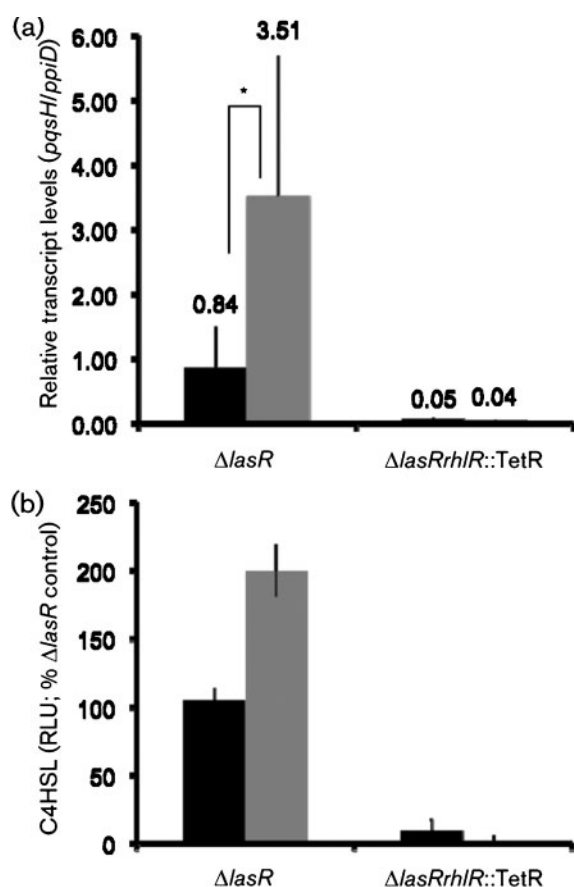 (a)
Relative transcript levels (pqsH/ppiD)
6.00
5.00
4.00
3.00
2.00
1.00
0.00
3.51
*
0.84
0.05 0.04
ΔlasR ΔlasRrhlR::TetR
(b)
C4HSL (RLU; % ΔlasR control)
250
200
150
100
50
0
ΔlasR ΔlasRrhlR::TetR